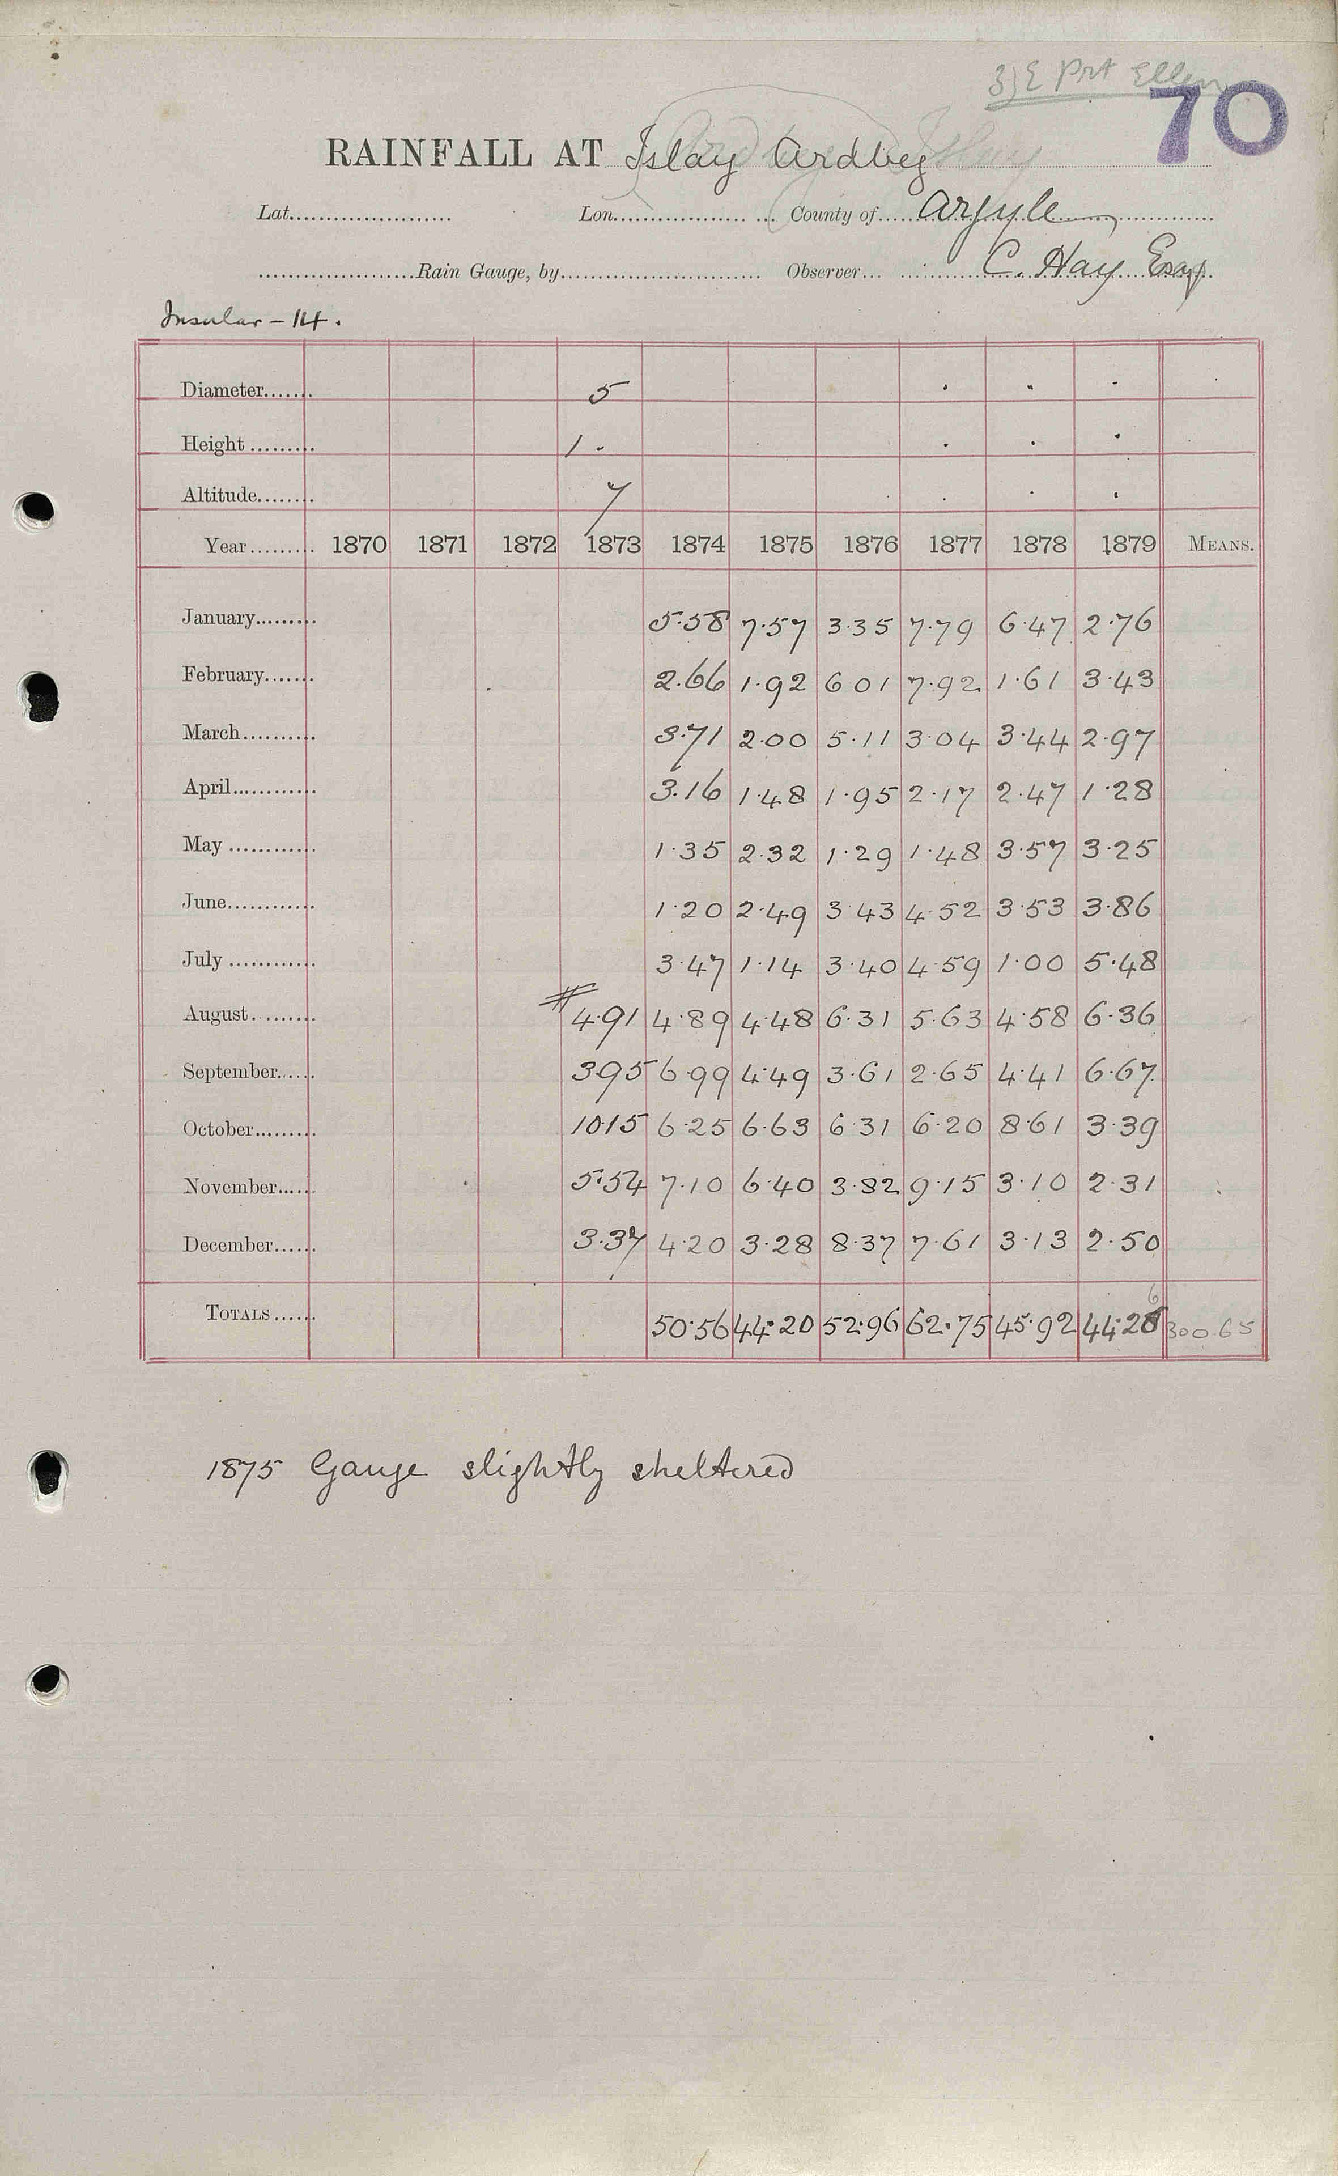 3) E Prt Ellen
70
RAINFALL AT Islay Ardbeg
Lat. Lon. County of Argyle
Rain Gauge, by Observer C. Hay Esqr.
Insular - 14.
Diameter 5
Height 1 .
Altitude 7
Year 1870 1871 1872 1873 1874 1875 1876 1877 1878 1879 MEANS.
January 5.58 7.57 3.35 7.79 6.47 2.76
February 2.66 1.92 6 01 7.92 1.61 3.43
March 3.71 2.00 5.11 3.04 3.44 2.97
April 3.16 1.48 1.95 2.17 2.47 1.28
May 1.35 2.32 1.29 1.48 3.57 3.25
June 1.20 2.49 3.43 4.52 3.53 3.86
July 3.47 1.14 3.40 4.59 1.00 5.48
August # 4.91 4.89 4.48 6.31 5.63 4.58 6.36
September 3.95 6.99 4.49 3.61 2.65 4.41 6.67
October 10.15 6.25 6.63 6.31 6.20 8.61 3.39
November 5.54 7.10 6.40 3.82 9.15 3.10 2.31
December 3.37 4.20 3.28 8.37 7.61 3.13 2.50
6
TOTALS 50.56 44.20 52.96 62.75 45.92 44.28 300.65
1875 Gauge slightly sheltered